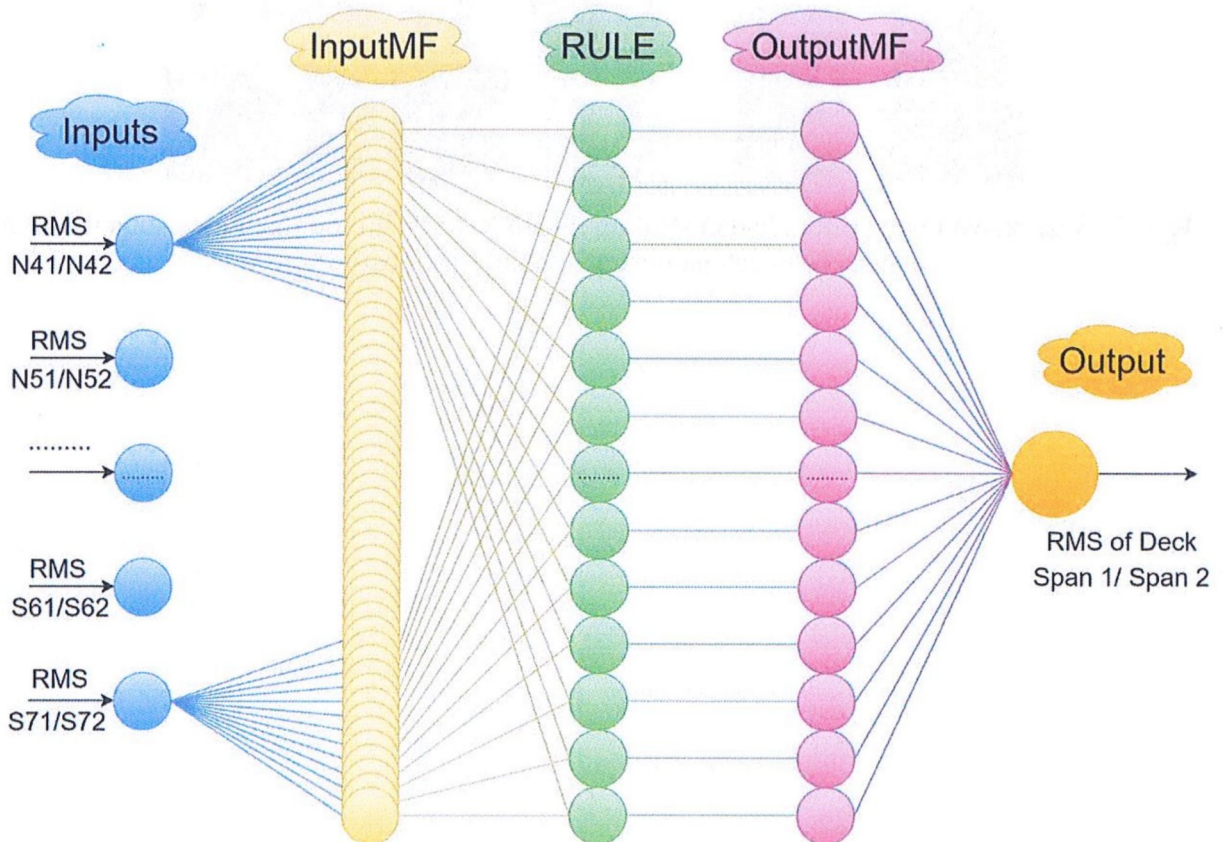 InputMF
RULE
OutputMF
Inputs
RMS
N41/N42
RMS
N51/N52
.........
.........
RMS
S61/S62
RMS
S71/S72
.........
.........
Output
RMS of Deck
Span 1/ Span 2